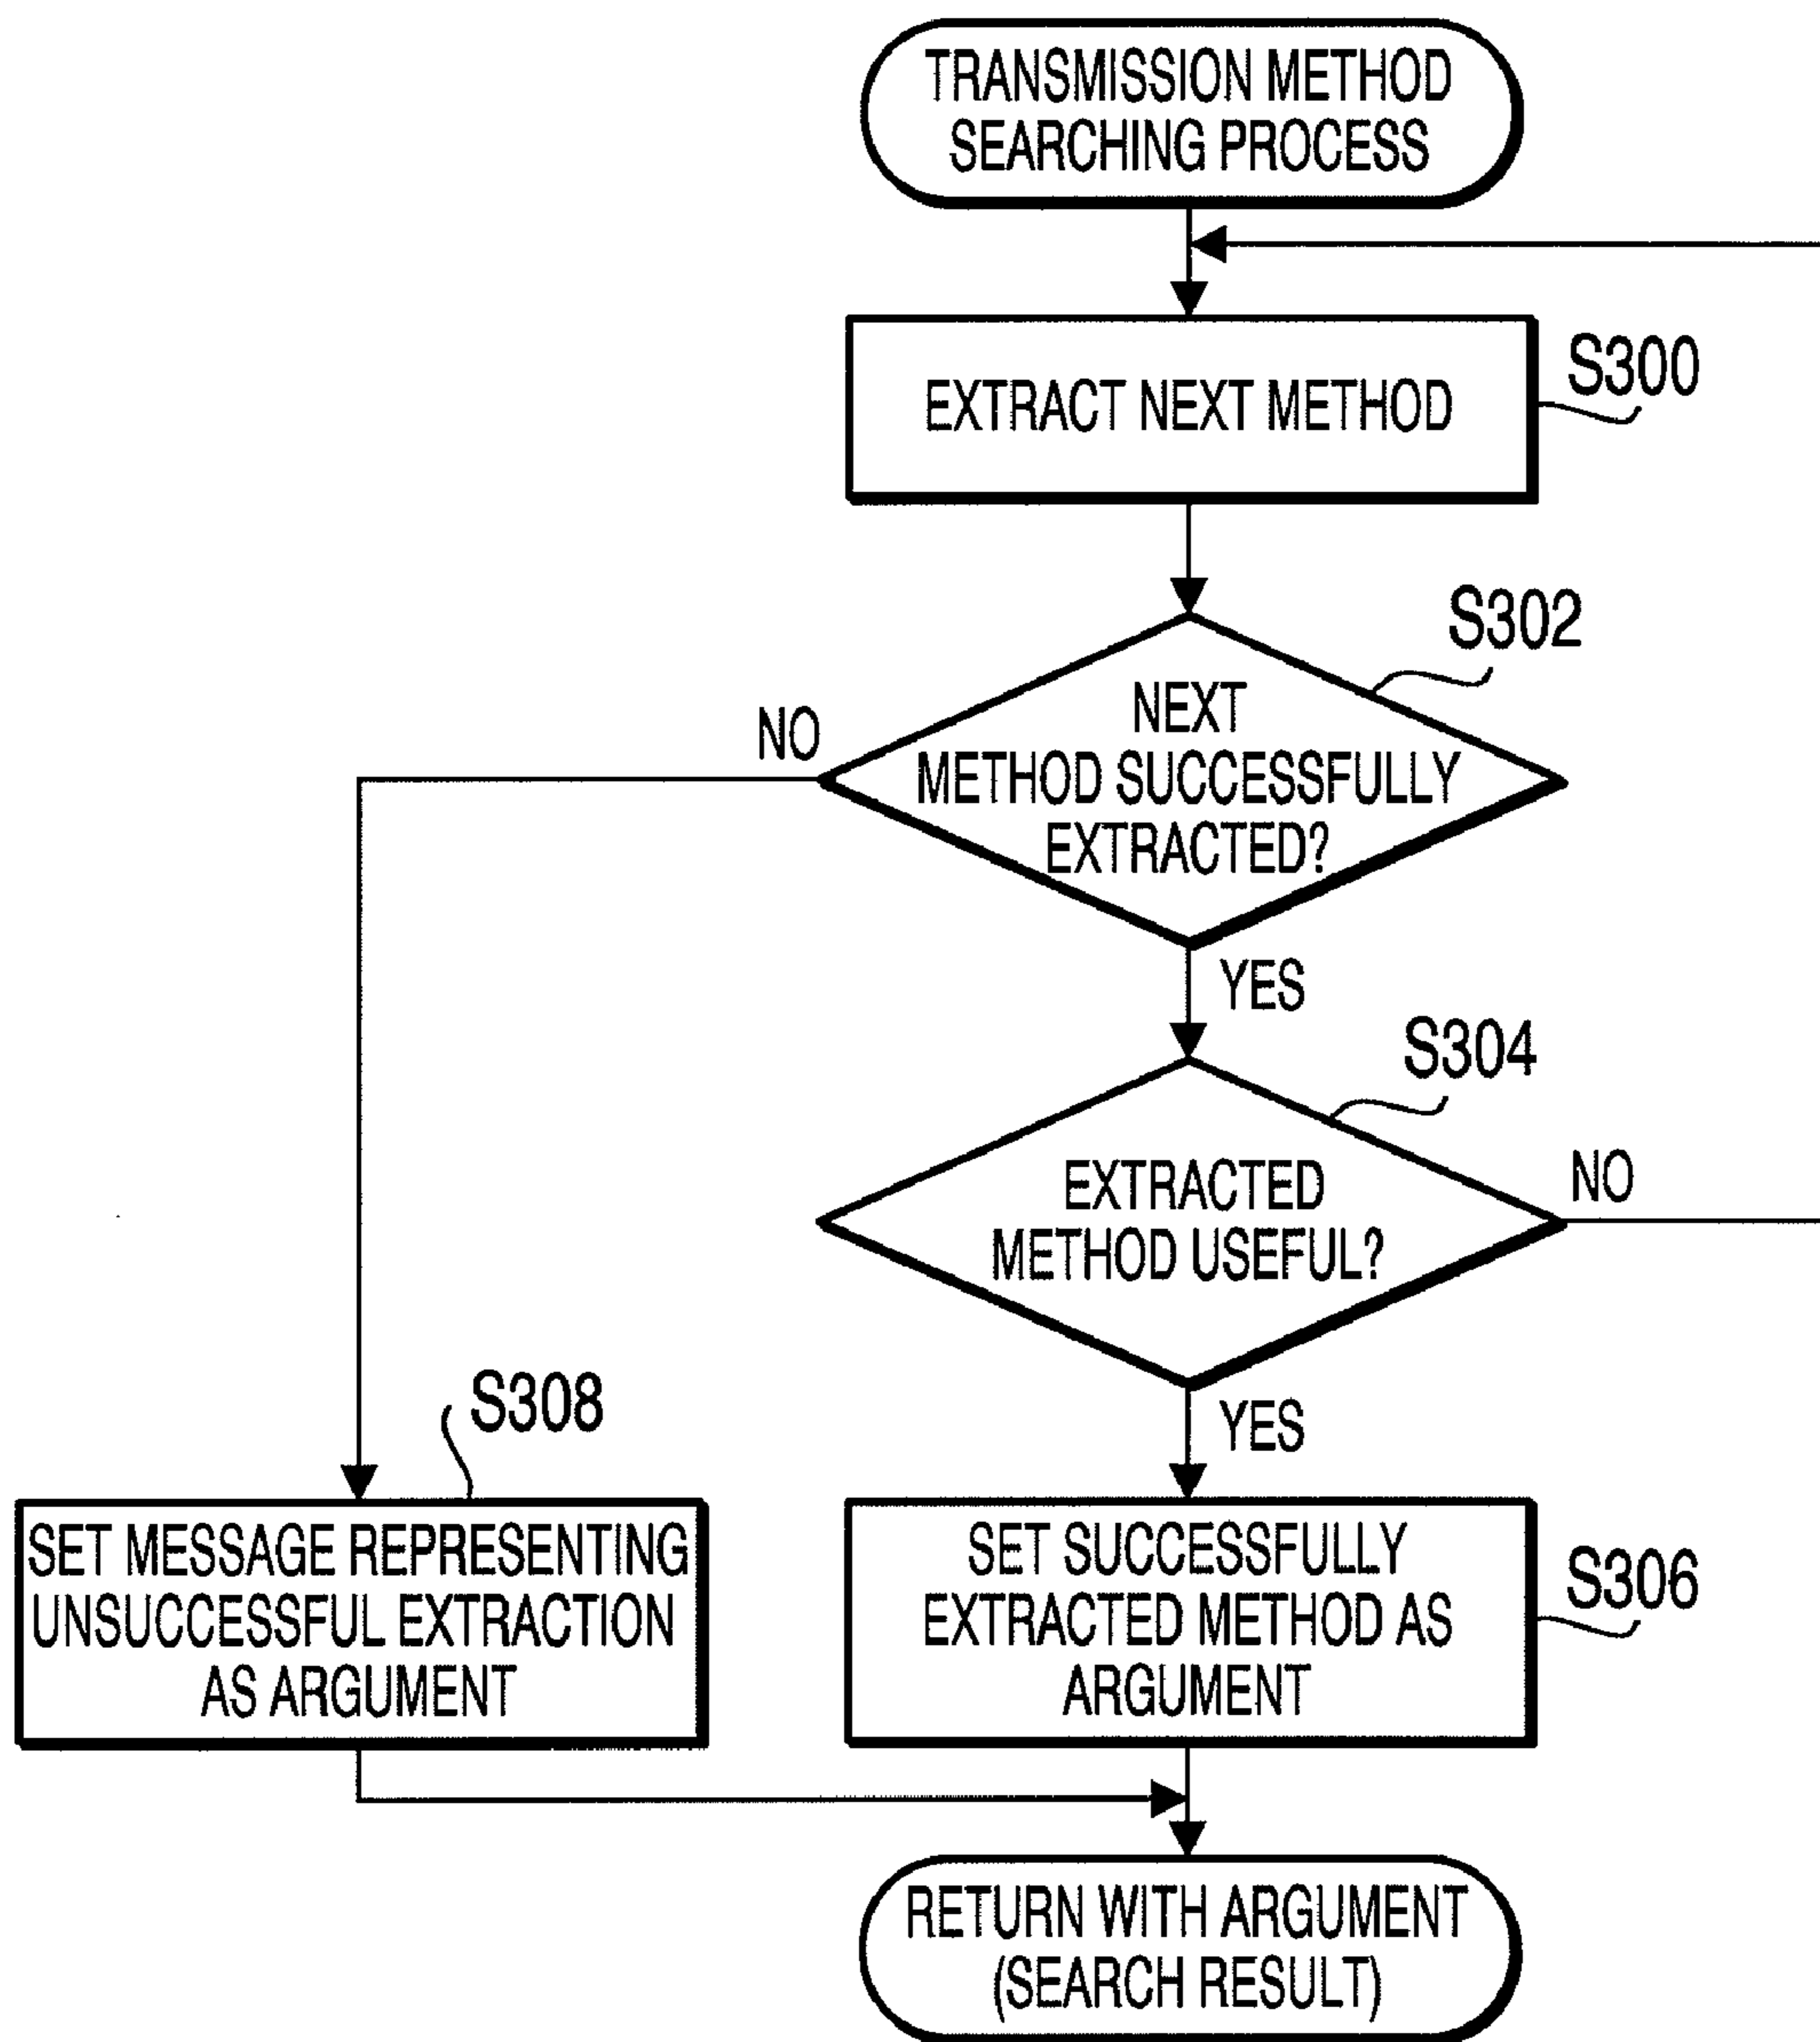 TRANSMISSION METHOD
SEARCHING PROCESS
EXTRACT NEXT METHOD
S300
S302
NEXT
METHOD SUCCESSFULLY
EXTRACTED?
NO
YES
S304
EXTRACTED
METHOD USEFUL?
NO
YES
S308
SET MESSAGE REPRESENTING
UNSUCCESSFUL EXTRACTION
AS ARGUMENT
SET SUCCESSFULLY
EXTRACTED METHOD AS
ARGUMENT
S306
RETURN WITH ARGUMENT
(SEARCH RESULT)